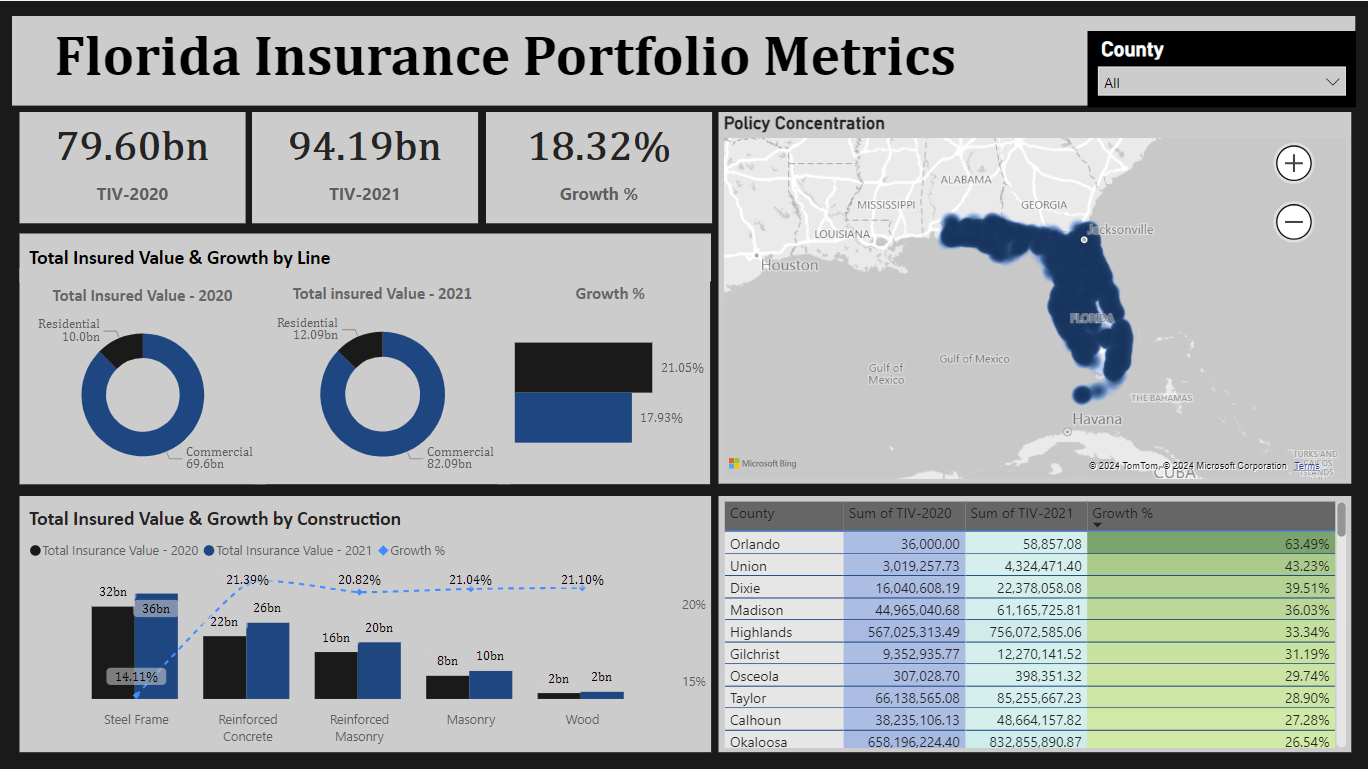 Florida Insurance Portfolio Metrics
County
All
79.60bn
TIV-2020
94.19bn
TIV-2021
18.32%
Growth %
Total Insured Value & Growth by Line
Total Insured Value - 2020
Residential
10.0bn
Commercial
69.6bn
Total insured Value - 2021
Residential
12.09bn
Commercial
82.09bn
Growth %
21.05%
17.93%
Policy Concentration
ALABAMA
MISSISSIPPI
GEORGIA
LOUISIANA
Jacksonville
Houston
FLORIDA
Gulf of Mexico
Gulf of
Mexico
THE BAHAMAS
Havana
CUBA
TURKS AND
CAICOS
ISLANDS
Microsoft Bing
© 2024 TomTom, © 2024 Microsoft Corporation Terms
Total Insured Value & Growth by Construction
Total Insurance Value - 2020 Total Insurance Value - 2021 Growth %
32bn
36bn
14.11%
22bn
26bn
21.39%
16bn
20bn
20.82%
8bn
10bn
21.04%
2bn
2bn
21.10%
20%
15%
Steel Frame
Reinforced
Concrete
Reinforced
Masonry
Masonry
Wood
County Sum of TIV-2020 Sum of TIV-2021 Growth %
Orlando 36,000.00 58,857.08 63.49%
Union 3,019,257.73 4,324,471.40 43.23%
Dixie 16,040,608.19 22,378,058.08 39.51%
Madison 44,965,040.68 61,165,725.81 36.03%
Highlands 567,025,313.49 756,072,585.06 33.34%
Gilchrist 9,352,935.77 12,270,141.52 31.19%
Osceola 307,028.70 398,351.32 29.74%
Taylor 66,138,565.08 85,255,667.23 28.90%
Calhoun 38,235,106.13 48,664,157.82 27.28%
Okaloosa 658,196,224.40 832,855,890.87 26.54%